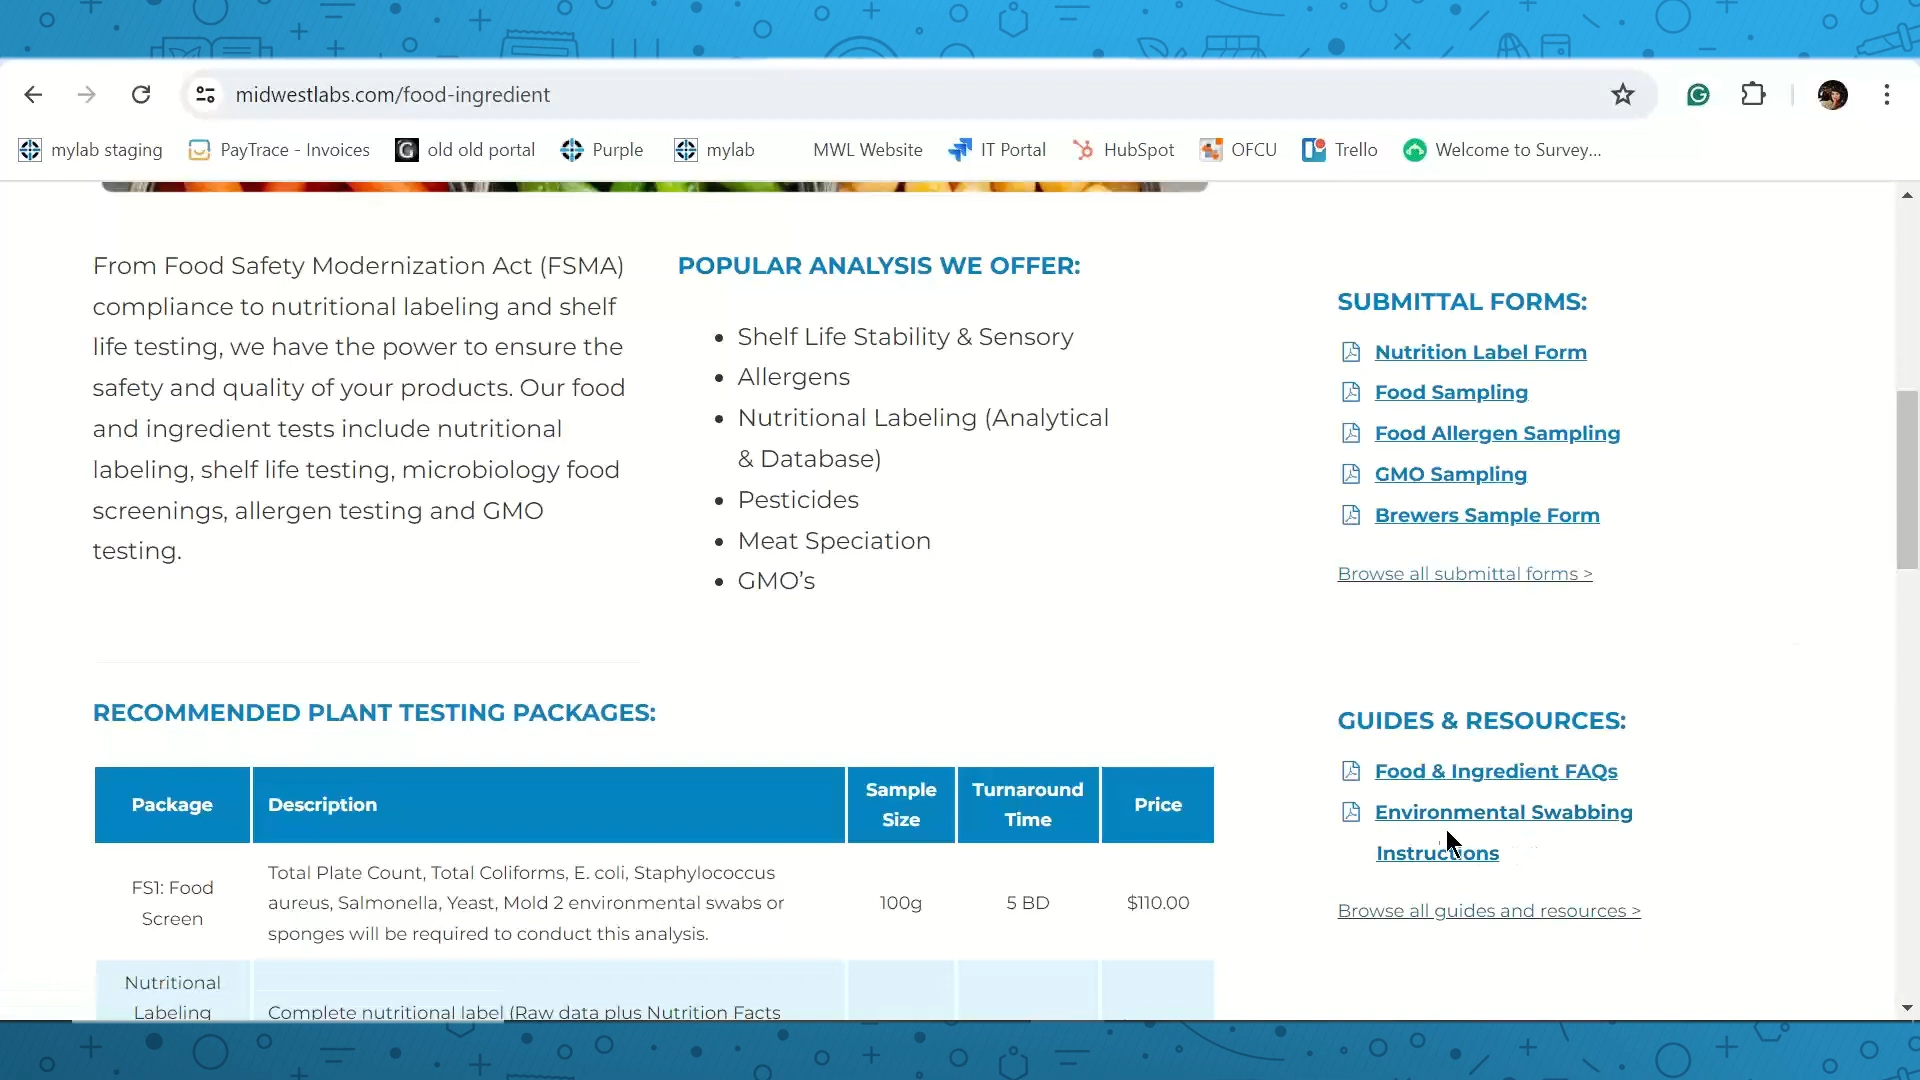 midwestlabs.com/food-ingredient
mylab staging
PayTrace - Invoices
old old portal
Purple
mylab
MWL Website
IT Portal
HubSpot
OFCU
Trello
Welcome to Survey...
From Food Safety Modernization Act (FSMA)
compliance to nutritional labeling and shelf
life testing, we have the power to ensure the
safety and quality of your products. Our food
and ingredient tests include nutritional
labeling, shelf life testing, microbiology food
screenings, allergen testing and GMO
testing.
POPULAR ANALYSIS WE OFFER:
• Shelf Life Stability & Sensory
• Allergens
• Nutritional Labeling (Analytical
& Database)
• Pesticides
• Meat Speciation
• GMO's
SUBMITTAL FORMS:
Nutrition Label Form
Food Sampling
Food Allergen Sampling
GMO Sampling
Brewers Sample Form
Browse all submittal forms >
RECOMMENDED PLANT TESTING PACKAGES:
Package
Description
Sample
Size
Turnaround
Time
Price
FS1: Food
Screen
Total Plate Count, Total Coliforms, E. coli, Staphylococcus
aureus, Salmonella, Yeast, Mold 2 environmental swabs or
sponges will be required to conduct this analysis.
100g
5 BD
$110.00
Nutritional
Labeling
Complete nutritional label (Raw data plus Nutrition Facts
GUIDES & RESOURCES:
Food & Ingredient FAQs
Environmental Swabbing
Instructions
Browse all guides and resources >